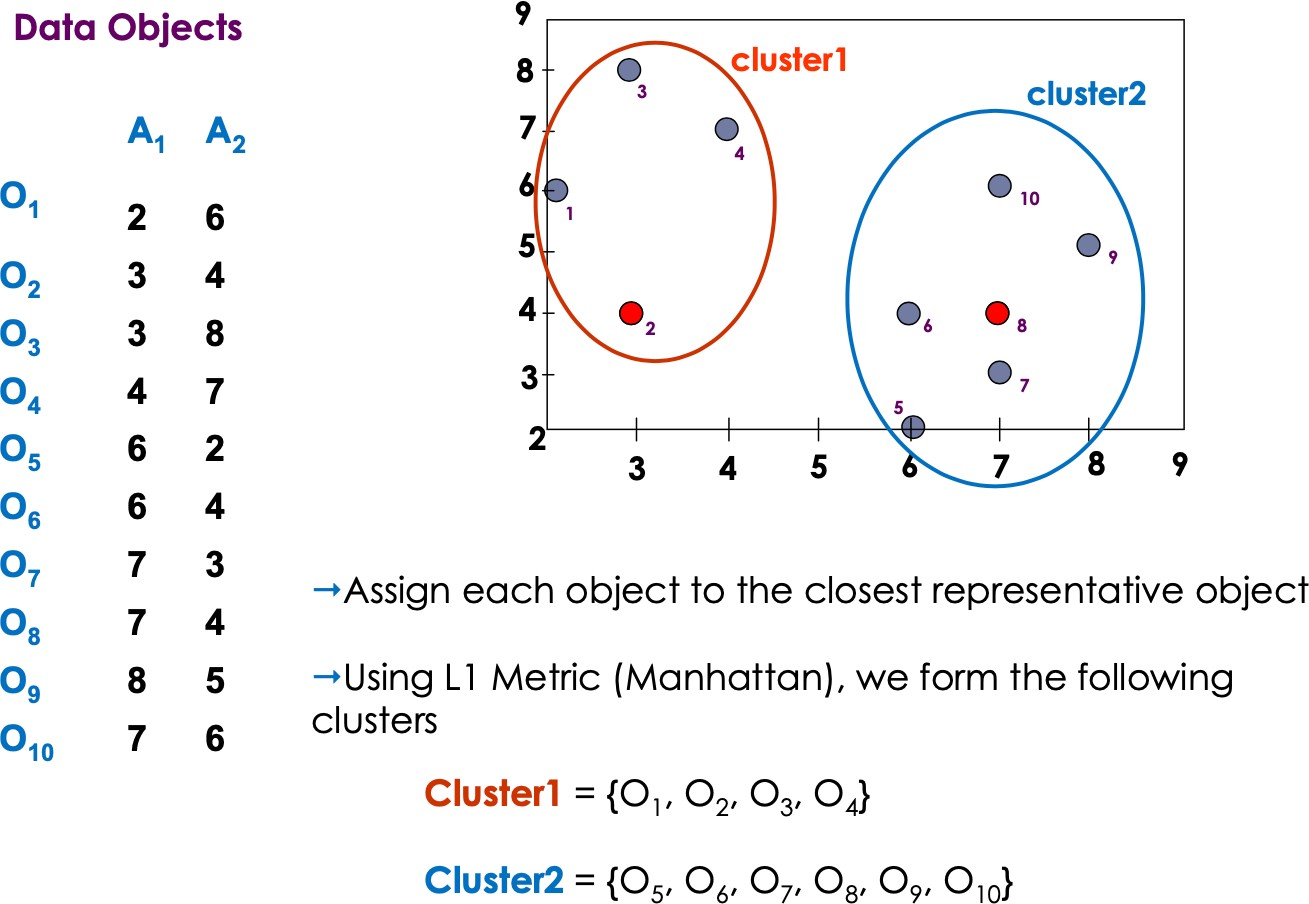 Data Objects
A1 A2
O1 2 6
O2 3 4
O3 3 8
O4 4 7
O5 6 2
O6 6 4
O7 7 3
O8 7 4
O9 8 5
O10 7 6
9
8
7
6
5
4
3
2
3 4 5 6 7 8 9
cluster1
cluster2
3
4
1
2
10
9
6
8
7
5
→Assign each object to the closest representative object
→Using L1 Metric (Manhattan), we form the following
clusters
Cluster1 = {O1, O2, O3, O4}
Cluster2 = {O5, O6, O7, O8, O9, O10}